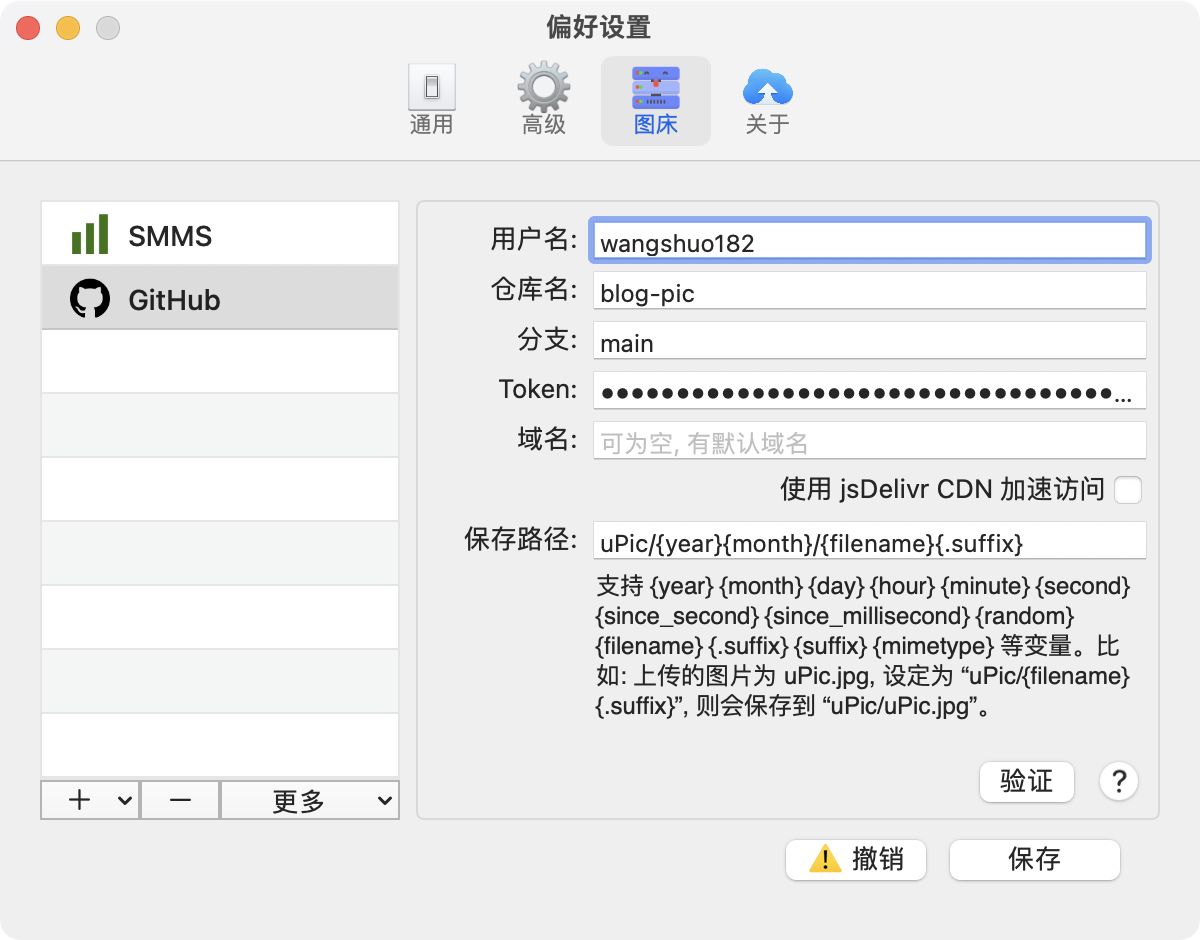 偏好设置
通用
高级
图床
关于
SMMS
GitHub
用户名:
wangshuo182
仓库名:
blog-pic
分支:
main
Token:
●●●●●●●●●●●●●●●●●●●●●●●●●●●●●●●●●●...
域名:
可为空, 有默认域名
使用 jsDelivr CDN 加速访问
保存路径:
uPic/{year}{month}/{filename}{.suffix}
支持 {year} {month} {day} {hour} {minute} {second}
{since_second} {since_millisecond} {random}
{filename} {.suffix} {suffix} {mimetype} 等变量。比
如: 上传的图片为 uPic.jpg, 设定为 “uPic/{filename}
{.suffix}”, 则会保存到 “uPic/uPic.jpg”。
更多
验证
?
撤销
保存